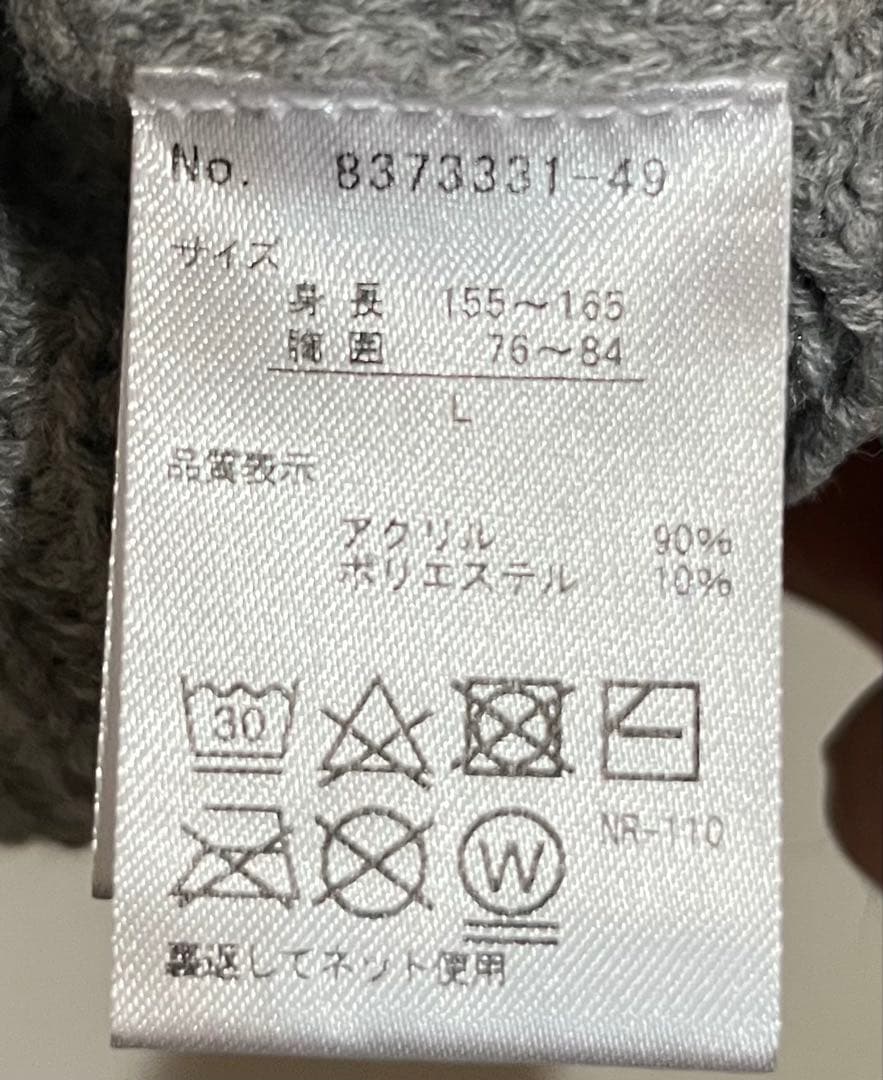 No. 8373331-49
サイズ
身長 155～165
胸囲 76～84
L
品質表示
アクリル 90%
ポリエステル 10%
30
W
NR-110
裏返してネット使用